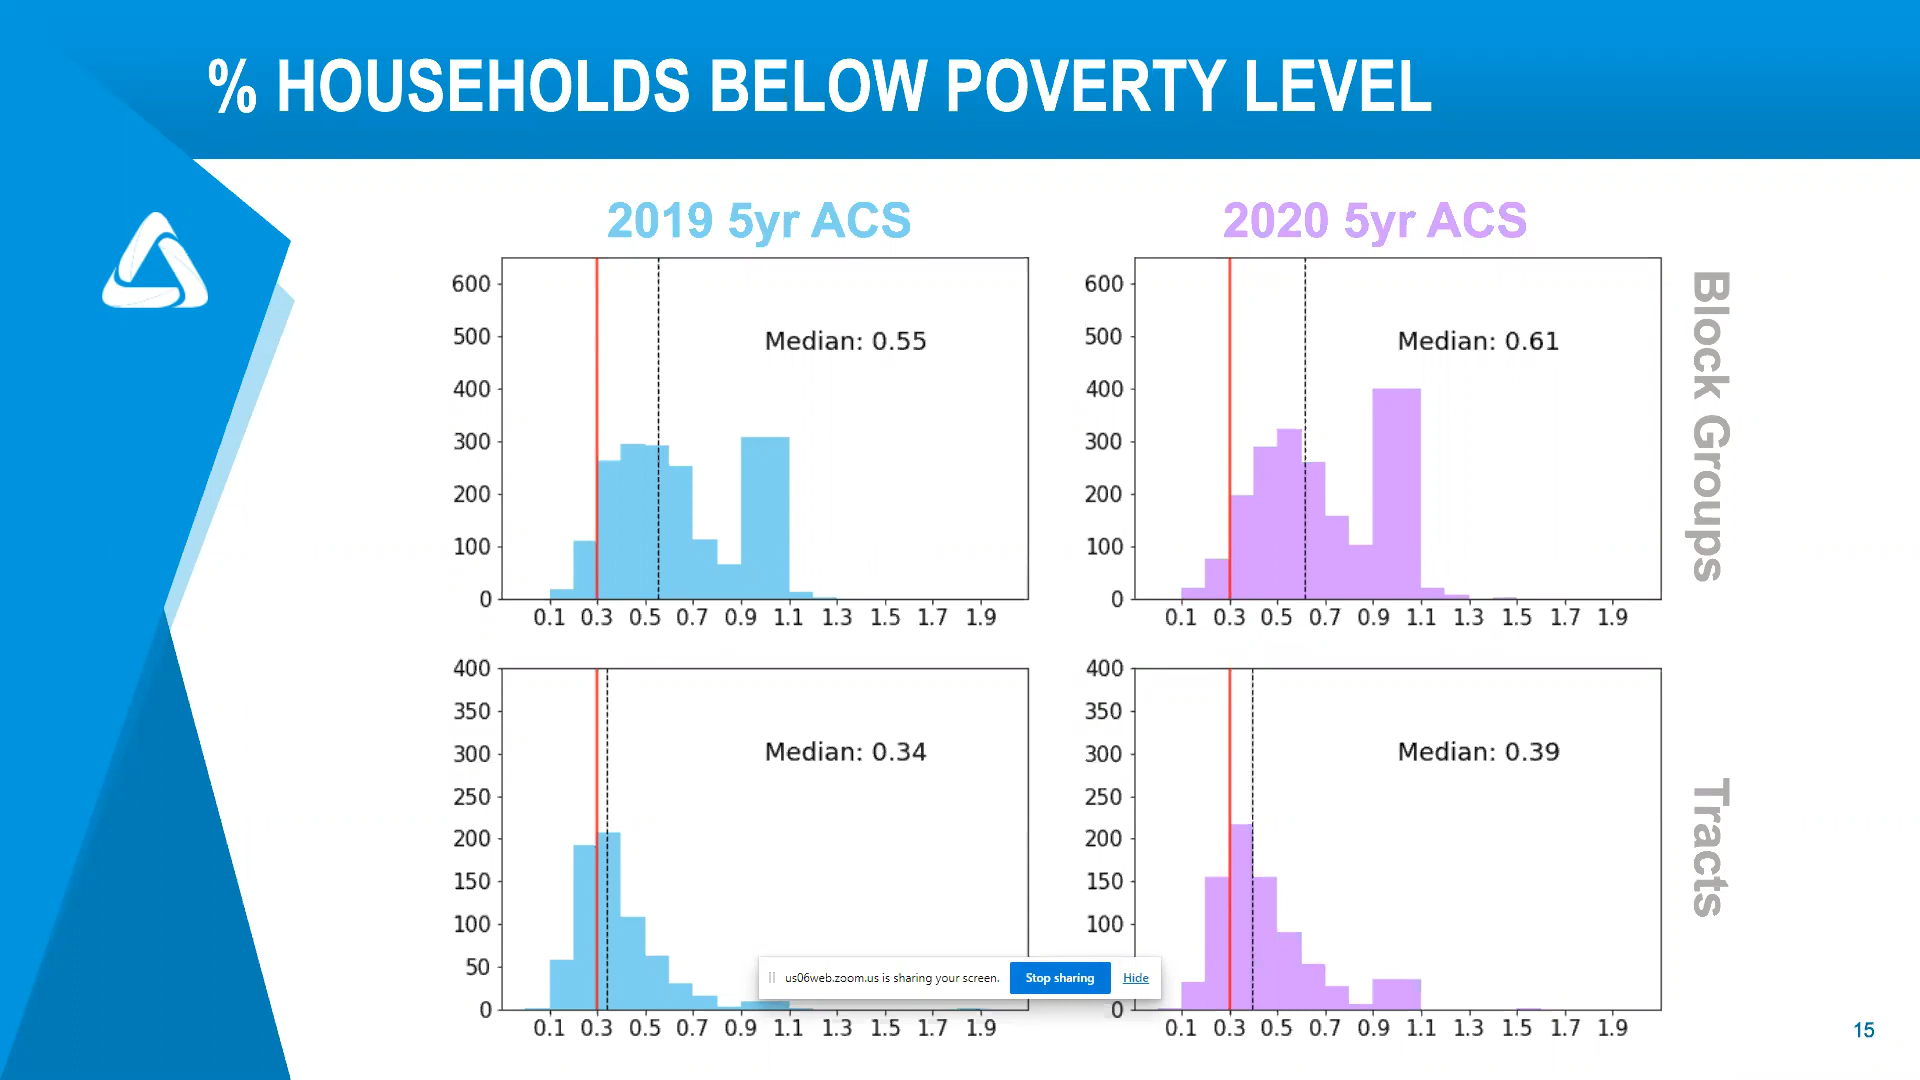 % HOUSEHOLDS BELOW POVERTY LEVEL
2019 5yr ACS
2020 5yr ACS
600
500
400
300
200
100
0
Median: 0.55
0.1 0.3 0.5 0.7 0.9 1.1 1.3 1.5 1.7 1.9
600
500
400
300
200
100
0
Median: 0.61
0.1 0.3 0.5 0.7 0.9 1.1 1.3 1.5 1.7 1.9
Block Groups
400
350
300
250
200
150
100
50
0
Median: 0.34
0.1 0.3 0.5 0.7 0.9 1.1 1.3 1.5 1.7 1.9
400
350
300
250
200
150
100
0
Median: 0.39
0.1 0.3 0.5 0.7 0.9 1.1 1.3 1.5 1.7 1.9
Tracts
us06web.zoom.us is sharing your screen. Stop sharing Hide
15